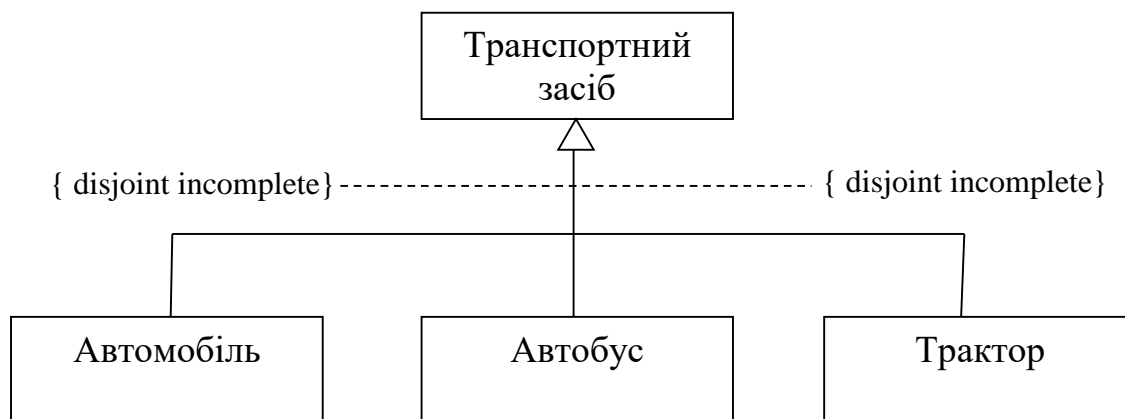 Транспортний
засіб
{ disjoint incomplete}
{ disjoint incomplete}
Автомобіль
Автобус
Трактор